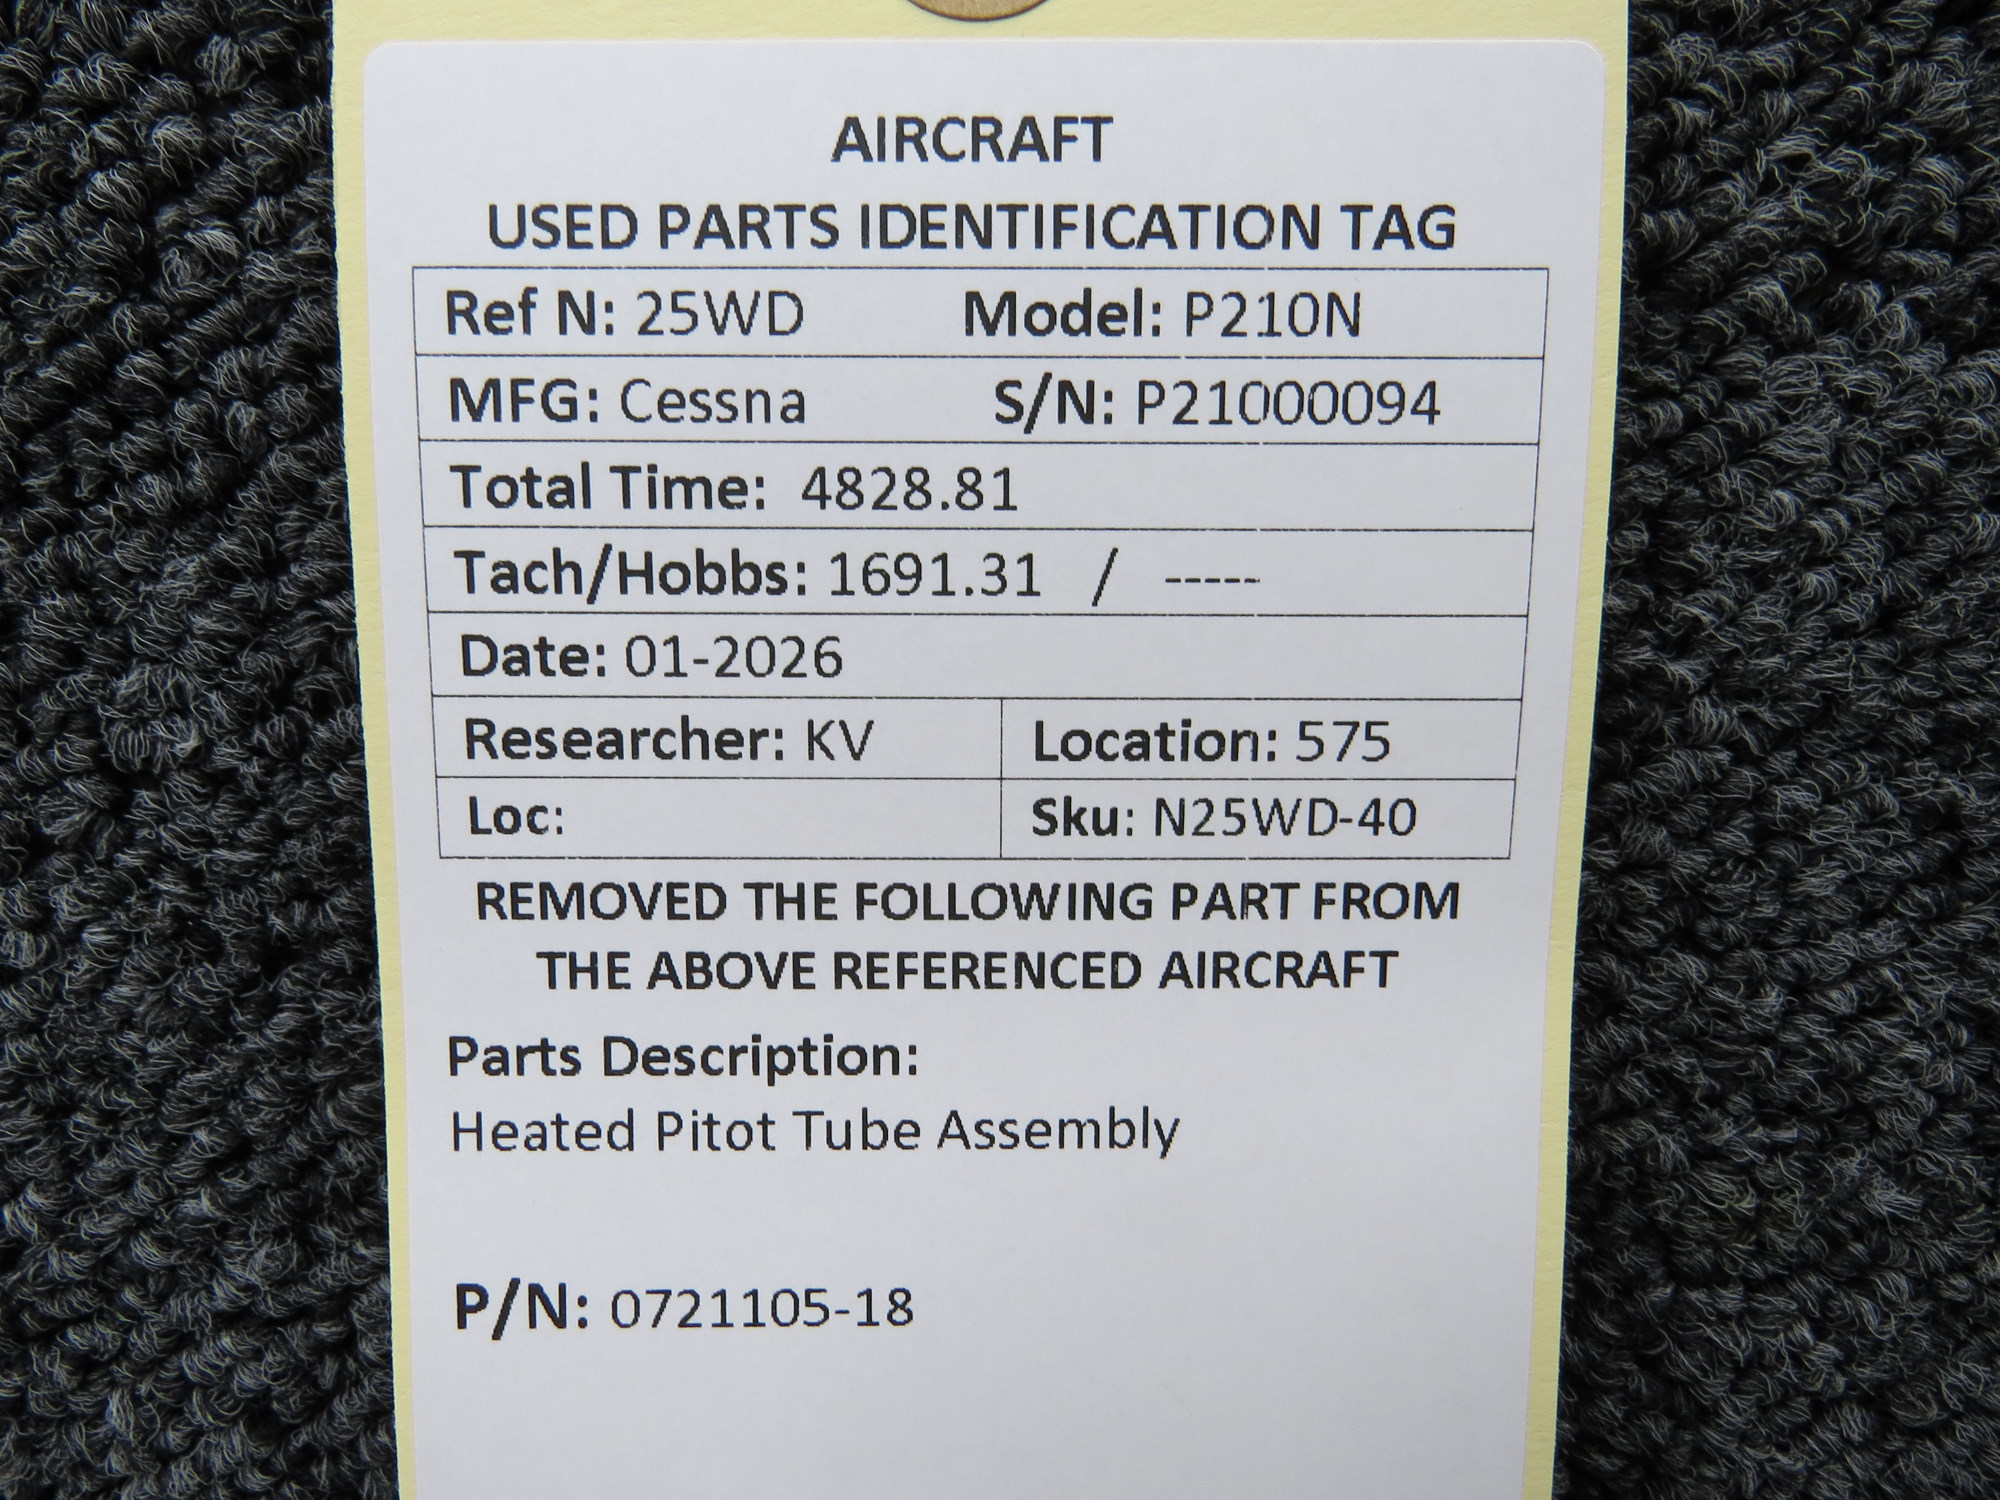 AIRCRAFT
USED PARTS IDENTIFICATION TAG
Ref N: 25WD Model: P210N
MFG: Cessna S/N: P21000094
Total Time: 4828.81
Tach/Hobbs: 1691.31 / -----
Date: 01-2026
Researcher: KV Location: 575
Loc: Sku: N25WD-40
REMOVED THE FOLLOWING PART FROM
THE ABOVE REFERENCED AIRCRAFT
Parts Description:
Heated Pitot Tube Assembly
P/N: 0721105-18